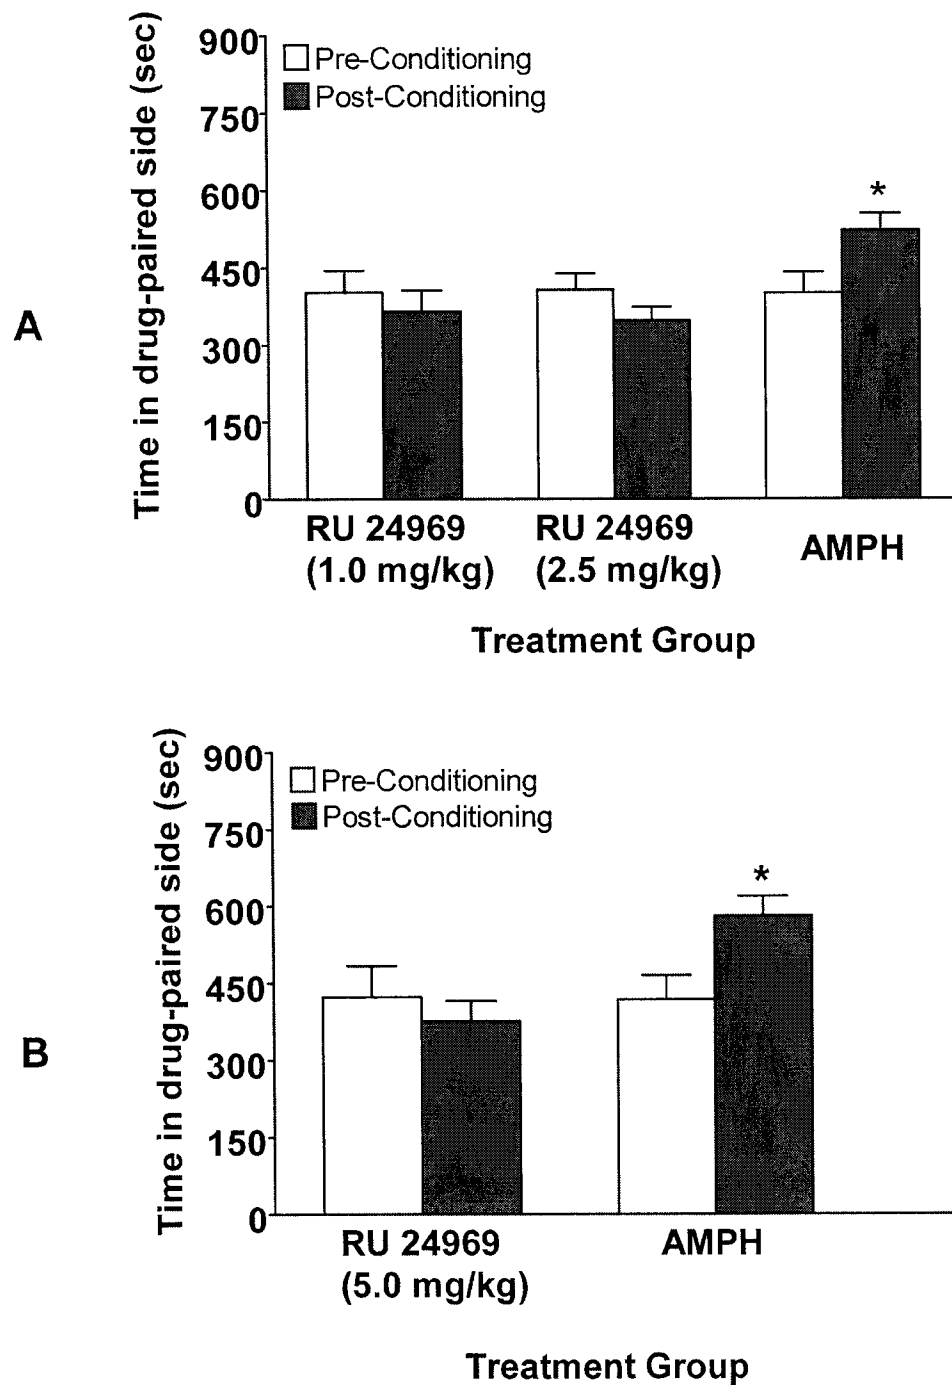 A
Time in drug-paired side (sec)
900
750
600
450
300
150
0
Pre-Conditioning
Post-Conditioning
*
RU 24969
(1.0 mg/kg)
RU 24969
(2.5 mg/kg)
AMPH
Treatment Group
B
Time in drug-paired side (sec)
900
750
600
450
300
150
0
Pre-Conditioning
Post-Conditioning
*
RU 24969
(5.0 mg/kg)
AMPH
Treatment Group